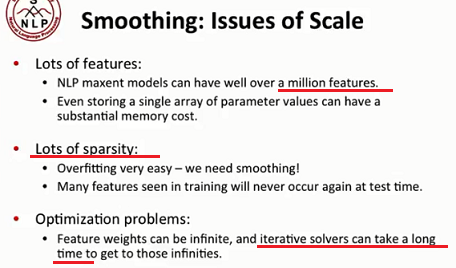 S
NLP
Smoothing: Issues of Scale
• Lots of features:
• NLP maxent models can have well over a million features.
• Even storing a single array of parameter values can have a
substantial memory cost.
• Lots of sparsity:
• Overfitting very easy – we need smoothing!
• Many features seen in training will never occur again at test time.
• Optimization problems:
• Feature weights can be infinite, and iterative solvers can take a long
time to get to those infinities.